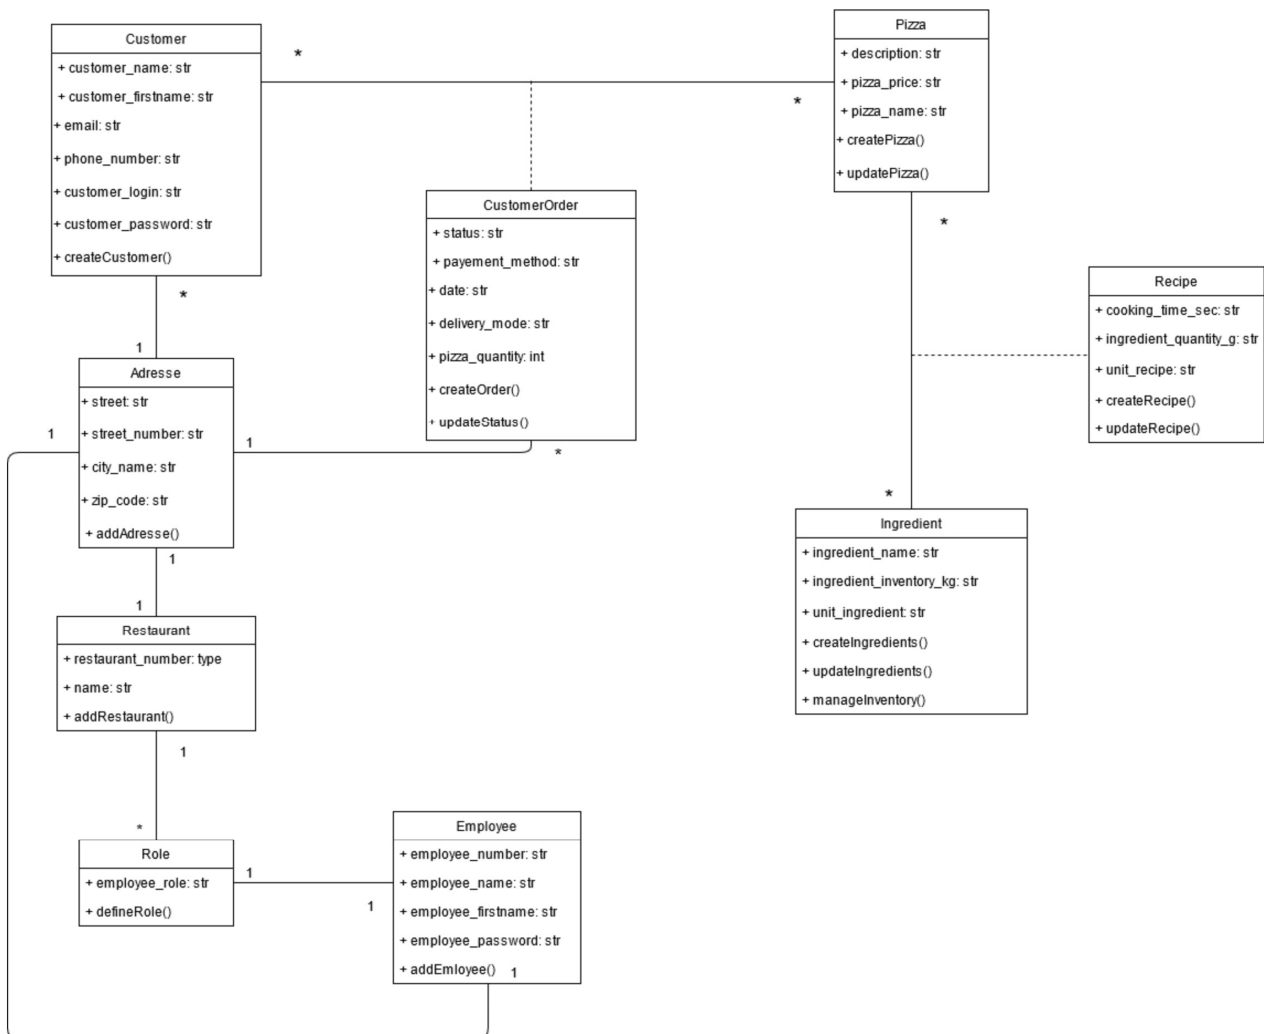 Customer
+ customer_name: str
+ customer_firstname: str
+ email: str
+ phone_number: str
+ customer_login: str
+ customer_password: str
+ createCustomer()
*
*
Pizza
+ description: str
+ pizza_price: str
+ pizza_name: str
+ createPizza()
+ updatePizza()
CustomerOrder
+ status: str
+ payement_method: str
+ date: str
+ delivery_mode: str
+ pizza_quantity: int
+ createOrder()
+ updateStatus()
*
*
Recipe
+ cooking_time_sec: str
+ ingredient_quantity_g: str
+ unit_recipe: str
+ createRecipe()
+ updateRecipe()
*
1
Adresse
+ street: str
+ street_number: str
+ city_name: str
+ zip_code: str
+ addAdresse()
1
1
*
*
Ingredient
+ ingredient_name: str
+ ingredient_inventory_kg: str
+ unit_ingredient: str
+ createIngredients()
+ updateIngredients()
+ manageInventory()
1
1
Restaurant
+ restaurant_number: type
+ name: str
+ addRestaurant()
1
*
Role
+ employee_role: str
+ defineRole()
1
1
Employee
+ employee_number: str
+ employee_name: str
+ employee_firstname: str
+ employee_password: str
+ addEmloyee()
1